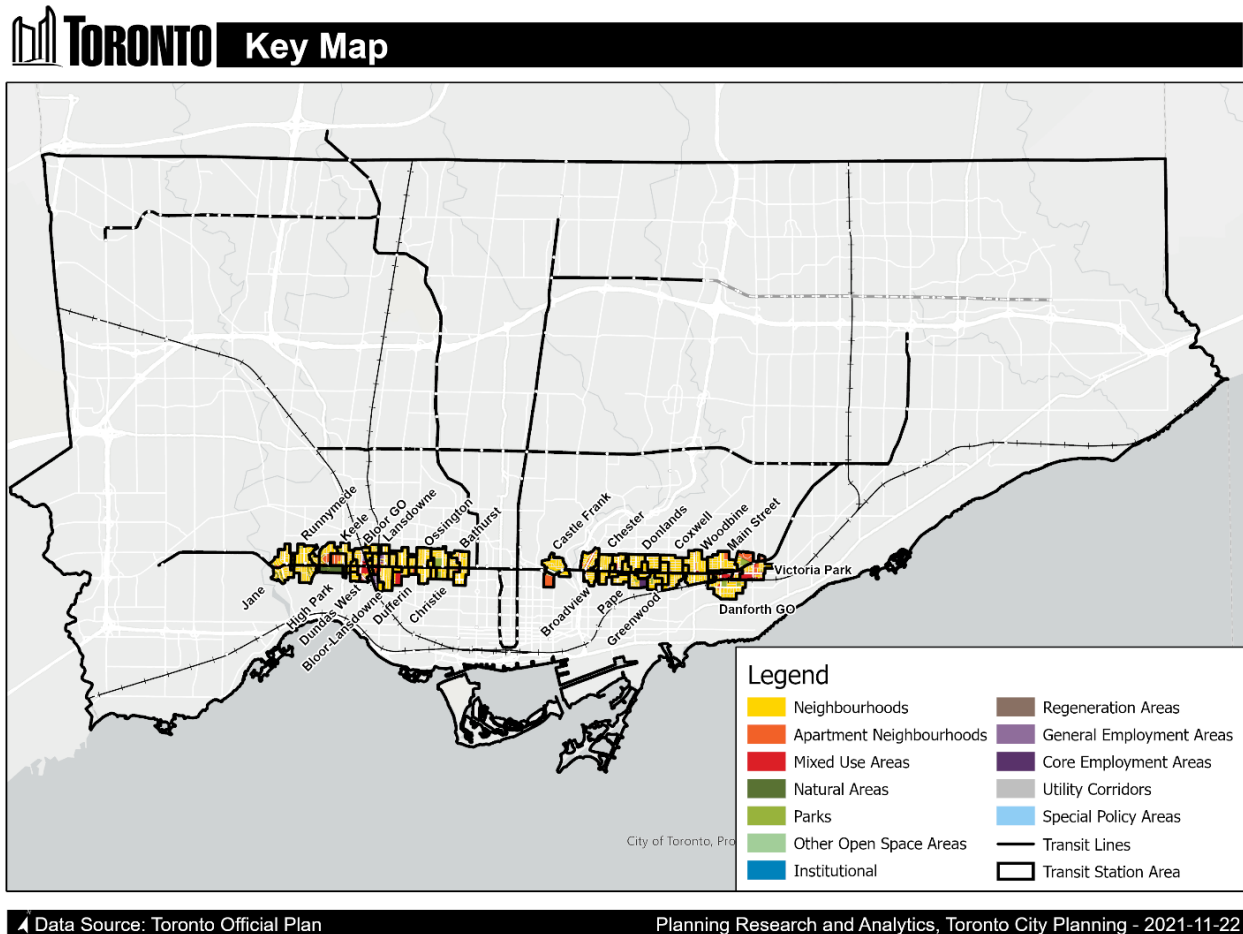 TORONTO
Key Map
Runnymede
Keele
Bloor GO
Lansdowne
Ossington
Bathurst
Castle Frank
Chester
Donlands
Coxwell
Woodbine
Main Street
Victoria Park
Jane
High Park
Dundas West
Bloor-Lansdowne
Dufferin
Christie
Broadview
Pape
Greenwood
Danforth GO
City of Toronto, Pro
Legend
Neighbourhoods
Apartment Neighbourhoods
Mixed Use Areas
Natural Areas
Parks
Other Open Space Areas
Institutional
Regeneration Areas
General Employment Areas
Core Employment Areas
Utility Corridors
Special Policy Areas
Transit Lines
Transit Station Area
Data Source: Toronto Official Plan
Planning Research and Analytics, Toronto City Planning - 2021-11-22